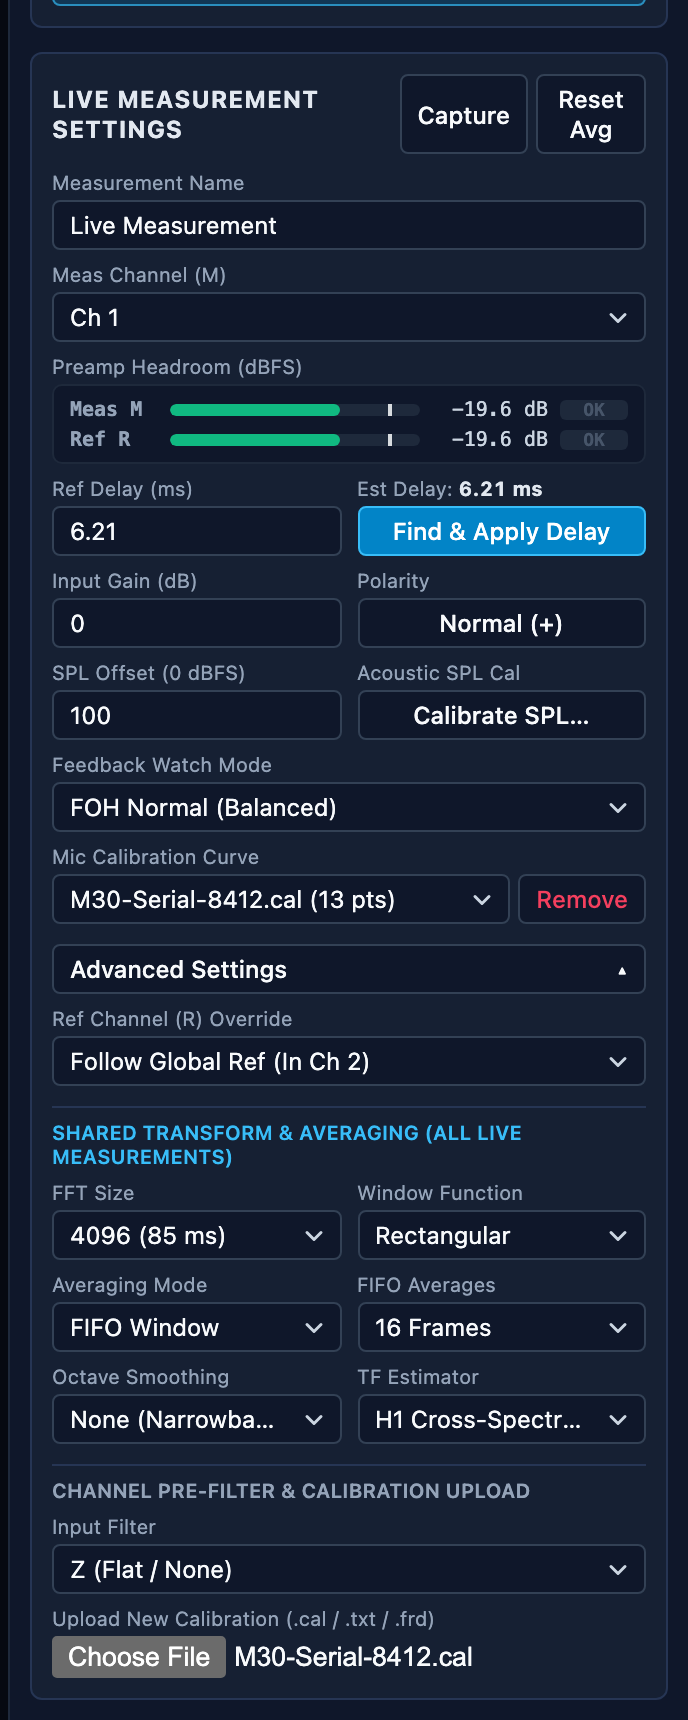 LIVE MEASUREMENT
SETTINGS
Capture
Reset
Avg
Measurement Name
Live Measurement
Meas Channel (M)
Ch 1
Preamp Headroom (dBFS)
Meas M −19.6 dB OK
Ref R −19.6 dB OK
Ref Delay (ms)
Est Delay: 6.21 ms
6.21
Find & Apply Delay
Input Gain (dB)
Polarity
0
Normal (+)
SPL Offset (0 dBFS)
Acoustic SPL Cal
100
Calibrate SPL...
Feedback Watch Mode
FOH Normal (Balanced)
Mic Calibration Curve
M30-Serial-8412.cal (13 pts)
Remove
Advanced Settings
Ref Channel (R) Override
Follow Global Ref (In Ch 2)
SHARED TRANSFORM & AVERAGING (ALL LIVE
MEASUREMENTS)
FFT Size
Window Function
4096 (85 ms)
Rectangular
Averaging Mode
FIFO Averages
FIFO Window
16 Frames
Octave Smoothing
TF Estimator
None (Narrowba...
H1 Cross-Spectr...
CHANNEL PRE-FILTER & CALIBRATION UPLOAD
Input Filter
Z (Flat / None)
Upload New Calibration (.cal / .txt / .frd)
Choose File M30-Serial-8412.cal